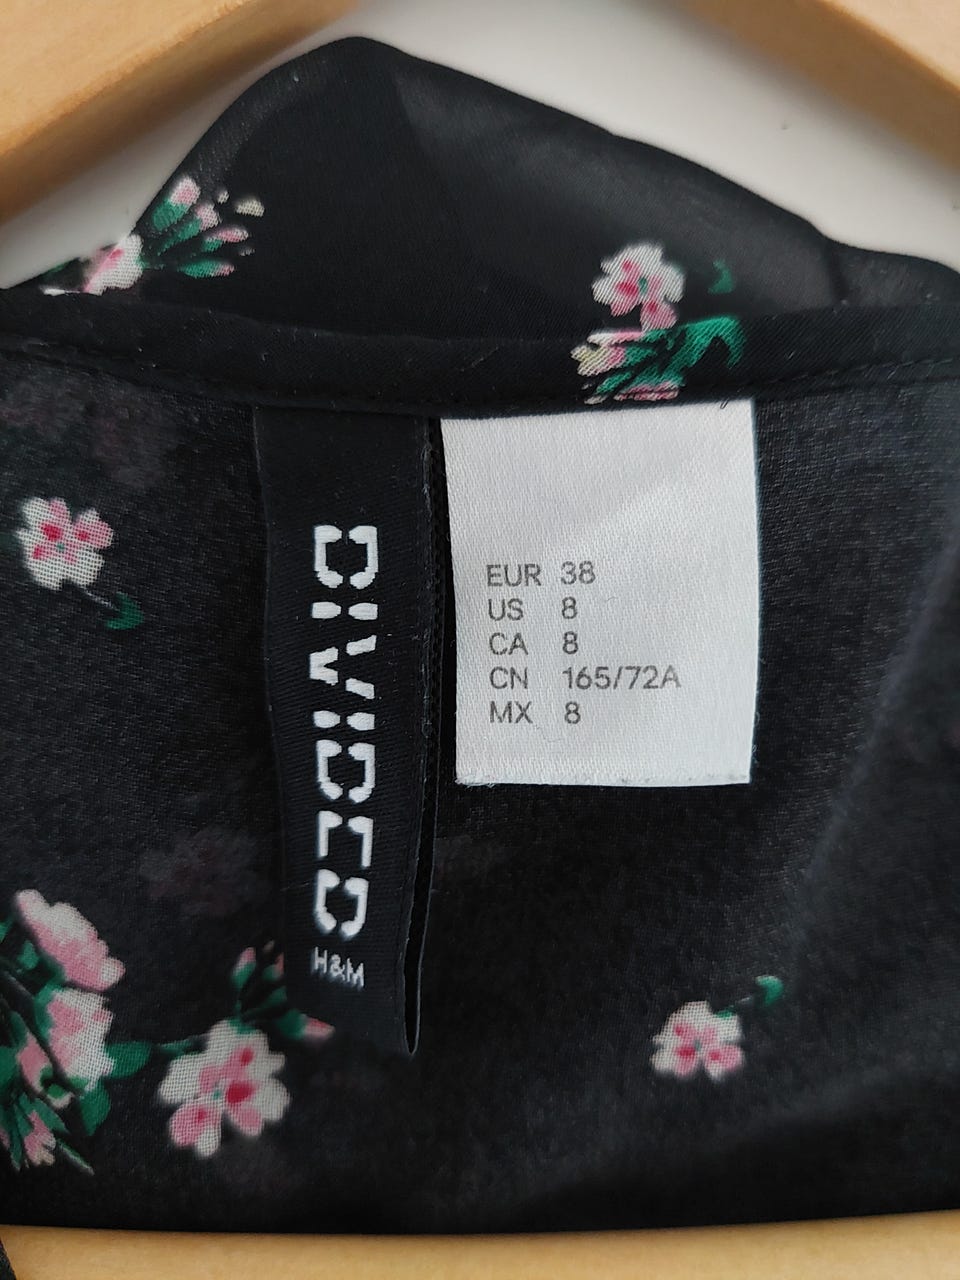 DIVIDED
H&M
EUR 38
US 8
CA 8
CN 165/72A
MX 8